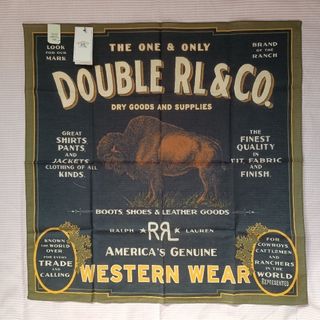 LOOK
FOR OUR
MARK
THE ONE & ONLY
BRAND
OF THE
RANCH
DOUBLE RL & CO.
DRY GOODS AND SUPPLIES
GREAT
SHIRTS
PANTS,
AND
JACKETS
CLOTHING OF ALL
KINDS
THE
FINEST
QUALITY
IN
FIT, FABRIC
AND
FINISH.
BOOTS, SHOES & LEATHER GOODS
RALPH RRL LAUREN
AMERICA'S GENUINE
WESTERN WEAR
KNOWN
THE WORLD
OVER
FOR EVERY
TRADE
AND
CALLING
FOR
COWBOYS
CATTLEMEN
AND
RANCHERS
IN THE
WORLD
REPRESENTED